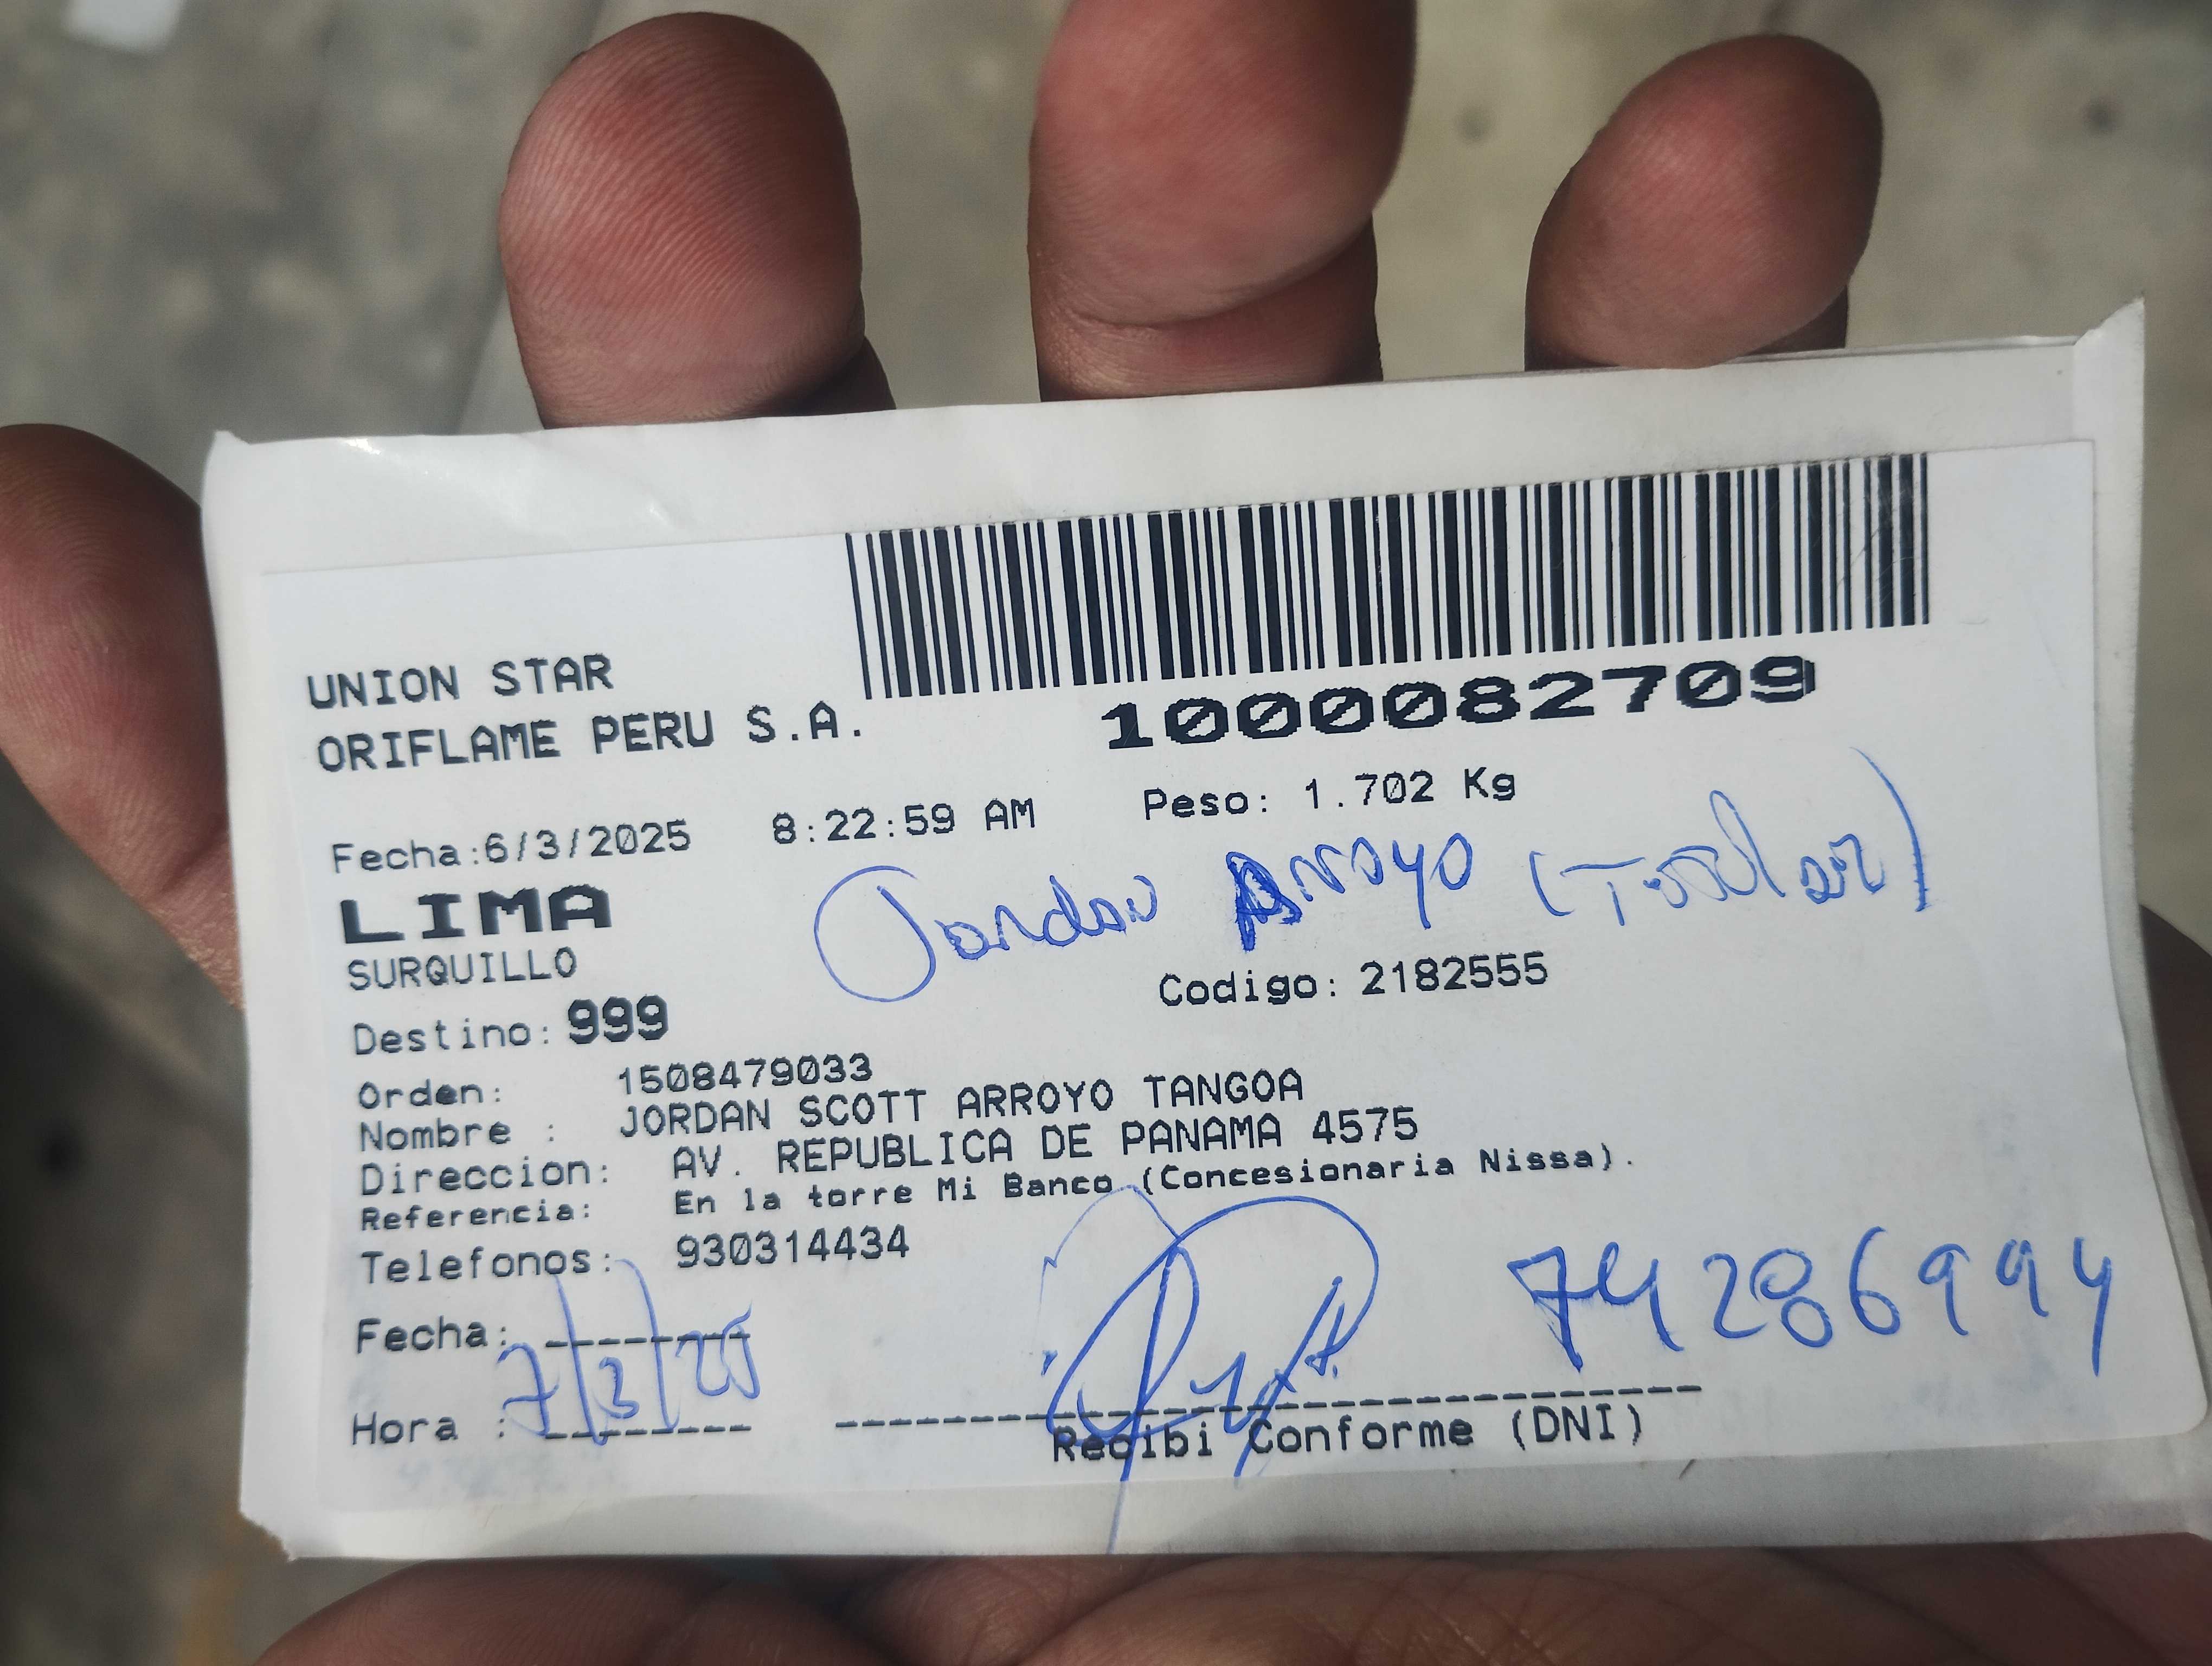 UNION STAR
ORIFLAME PERU S.A.
1000082709
Fecha:6/3/2025 8:22:59 AM Peso: 1.702 Kg
LIMA
Jordan Arroyo (Titular)
SURQUILLO
Codigo: 2182555
Destino: 999
Orden: 1508479033
Nombre : JORDAN SCOTT ARROYO TANGOA
Direccion: AV. REPUBLICA DE PANAMA 4575
Referencia: En la torre Mi Banco (Concesionaria Nissa).
Telefonos: 930314434
74286994
Fecha: --------
7/3/25
Hora : --------
Recibi Conforme (DNI)